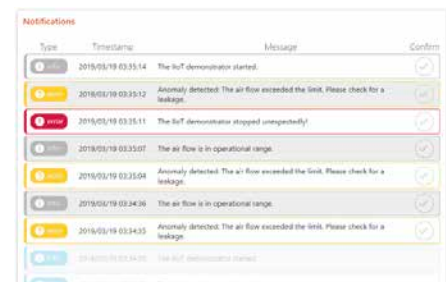 Notifications
Type Timestamp Message Confirm
info 2019/03/19 03:35:14 The IIoT demonstrator started.
2019/03/19 03:35:12 Anomaly detected: The air flow exceeded the limit. Please check for a
leakage.
error 2019/03/19 03:35:11 The IIoT demonstrator stopped unexpectedly!
info 2019/03/19 03:35:07 The air flow is in operational range.
2019/03/19 03:35:04 Anomaly detected: The air flow exceeded the limit. Please check for a
leakage.
info 2019/03/19 03:34:36 The air flow is in operational range.
2019/03/19 03:34:35 Anomaly detected: The air flow exceeded the limit. Please check for a
leakage.
info The IIoT demonstrator started.